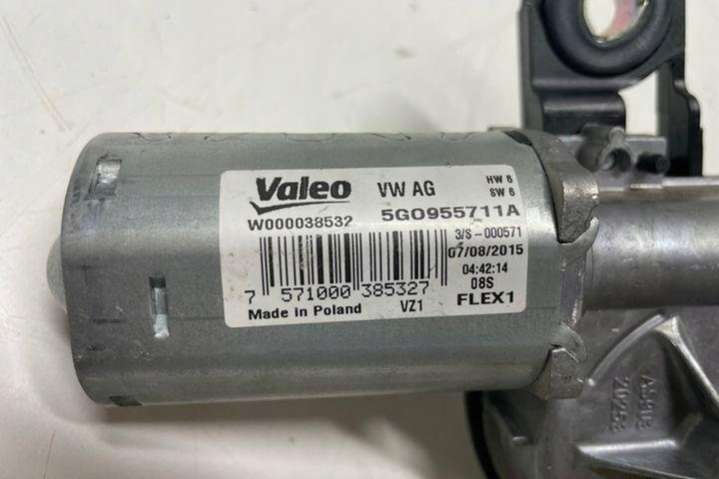 Valeo VW AG HW 6
SW 6
W000038532 5G0955711A
3/S-000571
07/08/2015
04:42:14
08S
7 571000 385327 VZ1 FLEX1
Made in Poland